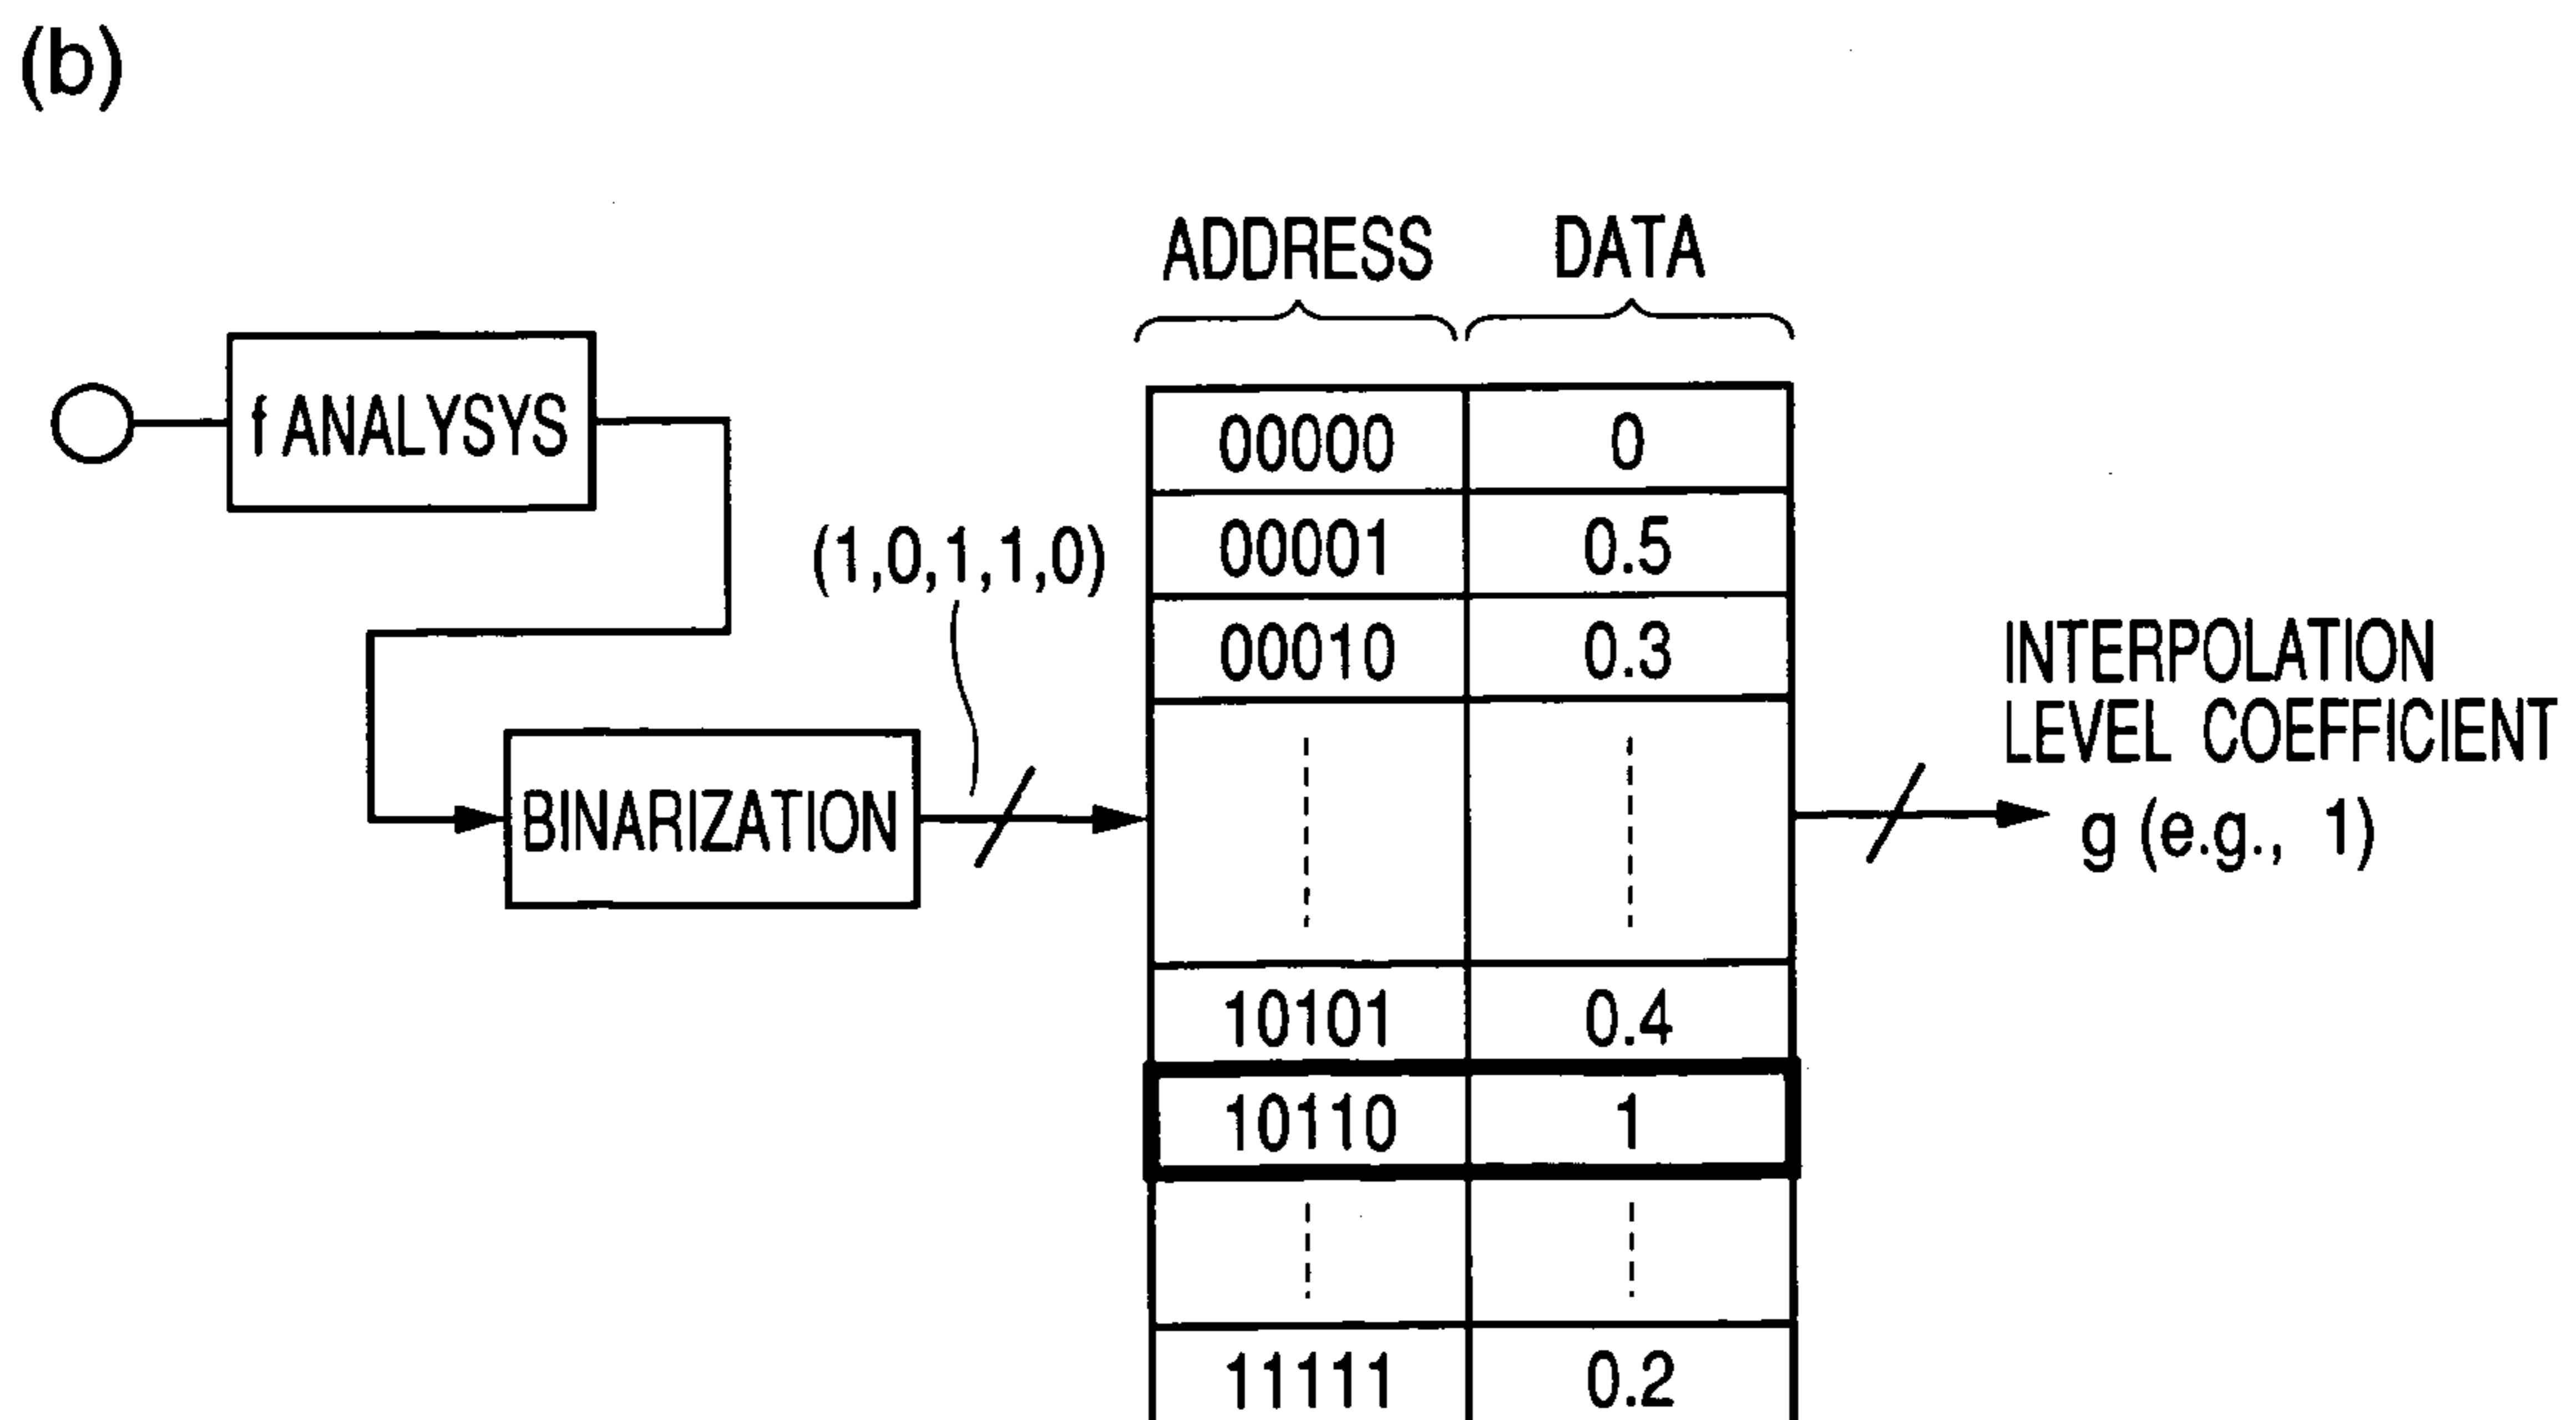 (b)
ADDRESS DATA
f ANALYSYS
00000 0
(1,0,1,1,0)
00001 0.5
00010 0.3
INTERPOLATION
LEVEL COEFFICIENT
g (e.g., 1)
BINARIZATION
10101 0.4
10110 1
11111 0.2